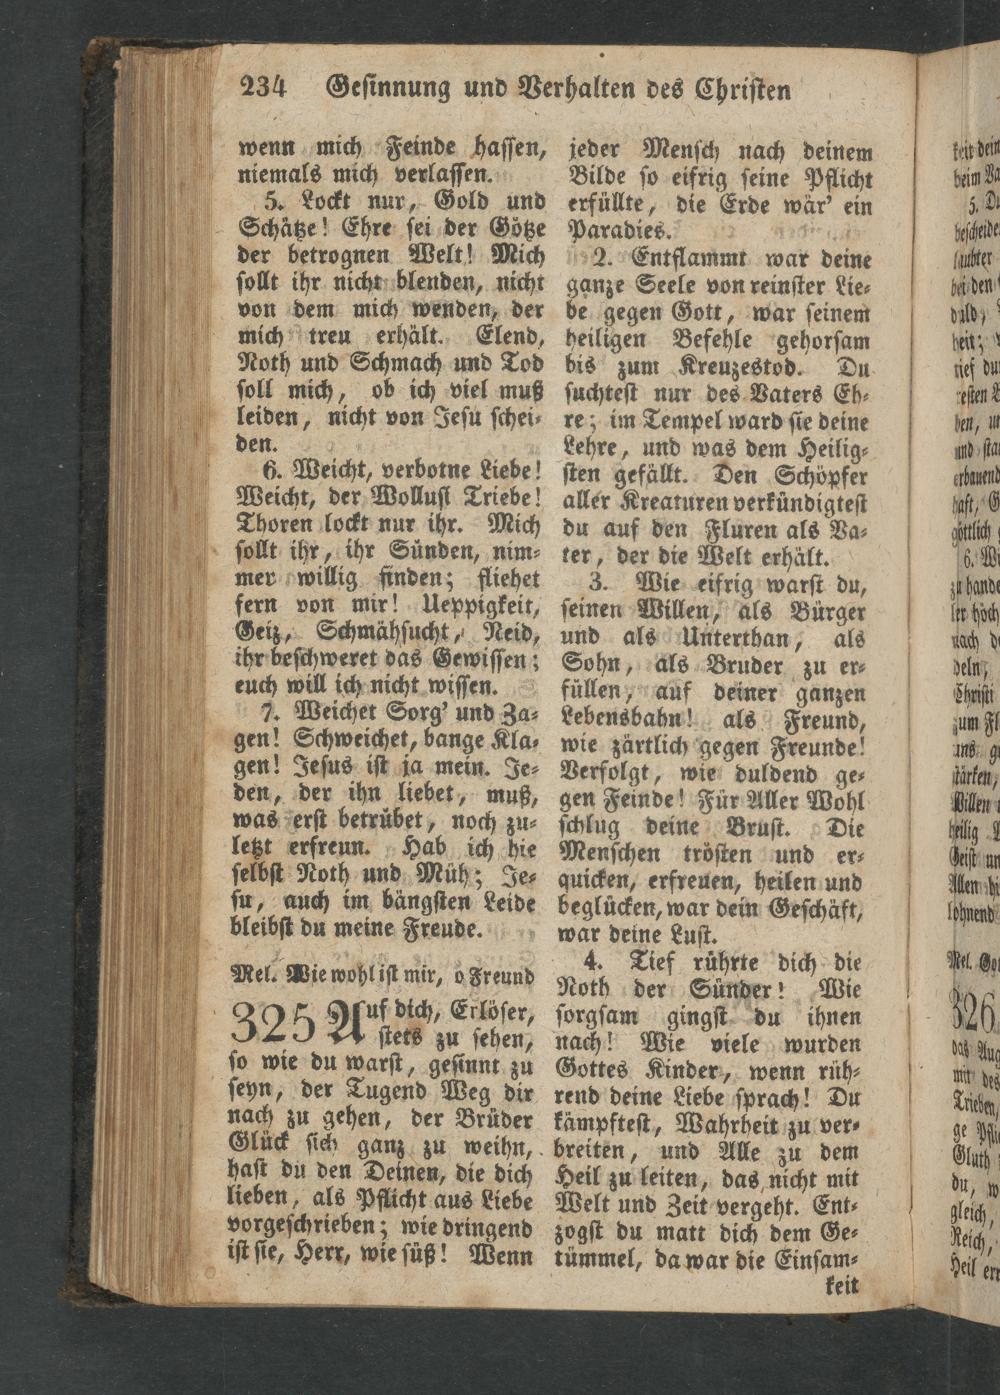 234 Gesinnung und Verhalten des Christen
wenn mich Feinde hassen,
niemals mich verlassen.
5. Lockt nur, Gold und
Schätze! Ehre sei der Götze
der betrognen Welt! Mich
sollt ihr nicht blenden, nicht
von dem mich wenden, der
mich treu erhält. Elend,
Noth und Schmach und Tod
soll mich, ob ich viel muß
leiden, nicht von Jesu schei-
den.
6. Weicht, verbotne Liebe!
Weicht, der Wollust Triebe!
Thoren lockt nur ihr. Mich
sollt ihr, ihr Sünden, nim-
mer willig finden; fliehet
fern von mir! Ueppigkeit,
Geiz, Schmähsucht, Neid,
ihr beschweret das Gewissen;
euch will ich nicht wissen.
7. Weichet Sorg' und Za-
gen! Schweichet, bange Kla-
gen! Jesus ist ja mein. Je-
den, der ihn liebet, muß,
was erst betrübet, noch zu-
letzt erfreun. Hab ich hie
selbst Noth und Müh; Je-
su, auch im bängsten Leide
bleibst du meine Freude.
Mel. Wie wohl ist mir, o Freund
325 Auf dich, Erlöser,
stets zu sehen,
so wie du warst, gesinnt zu
seyn, der Tugend Weg dir
nach zu gehen, der Brüder
Glück sich ganz zu weihn,
hast du den Deinen, die dich
lieben, als Pflicht aus Liebe
vorgeschrieben; wie dringend
ist sie, Herr, wie süß! Wenn
jeder Mensch nach deinem
Bilde so eifrig seine Pflicht
erfüllte, die Erde wär' ein
Paradies.
2. Entflammt war deine
ganze Seele von reinster Lie-
be gegen Gott, war seinem
heiligen Befehle gehorsam
bis zum Kreuzestod. Du
suchtest nur des Vaters Eh-
re; im Tempel ward sie deine
Lehre, und was dem Heilig-
sten gefällt. Den Schöpfer
aller Kreaturen verkündigtest
du auf den Fluren als Va-
ter, der die Welt erhält.
3. Wie eifrig warst du,
seinen Willen, als Bürger
und als Unterthan, als
Sohn, als Bruder zu er-
füllen, auf deiner ganzen
Lebensbahn! als Freund,
wie zärtlich gegen Freunde!
Verfolgt, wie duldend ge-
gen Feinde! Für Aller Wohl
schlug deine Brust. Die
Menschen trösten und er-
quicken, erfreuen, heilen und
beglücken, war dein Geschäft,
war deine Lust.
4. Tief rührte dich die
Noth der Sünder! Wie
sorgsam gingst du ihnen
nach! Wie viele wurden
Gottes Kinder, wenn rüh-
rend deine Liebe sprach! Du
kämpftest, Wahrheit zu ver-
breiten, und Alle zu dem
Heil zu leiten, das nicht mit
Welt und Zeit vergeht. Ent-
zogst du matt dich dem Ge-
tümmel, da war die Einsam-
keit
326